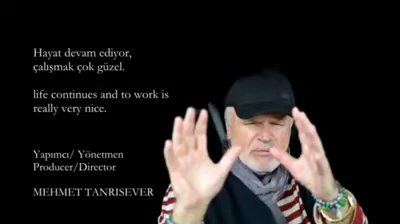 Hayat devam ediyor,
çalışmak çok güzel.
life continues and to work is
really very nice.
Yapımcı/ Yönetmen
Producer/Director
MEHMET TANRISEVER